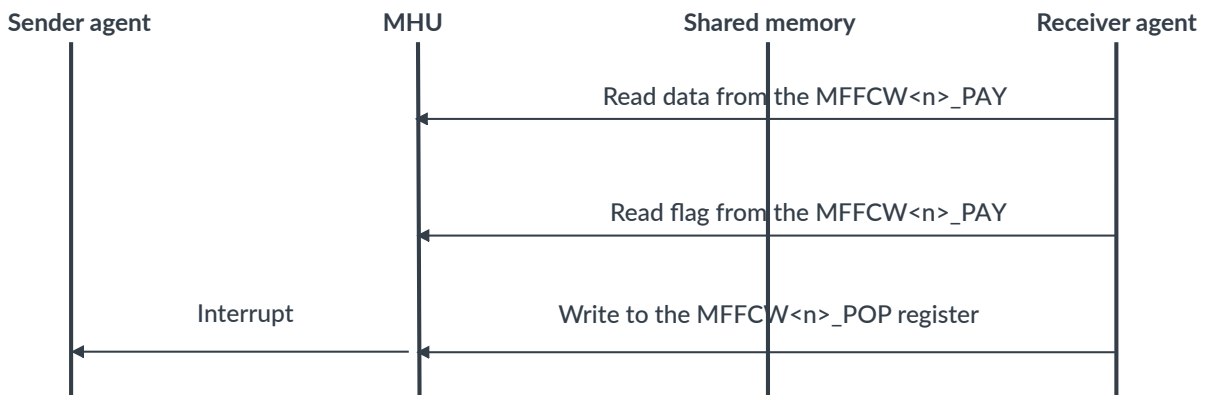 Sender agent
MHU
Shared memory
Receiver agent
Read data from the MFFCW<n>_PAY
Read flag from the MFFCW<n>_PAY
Interrupt
Write to the MFFCW<n>_POP register